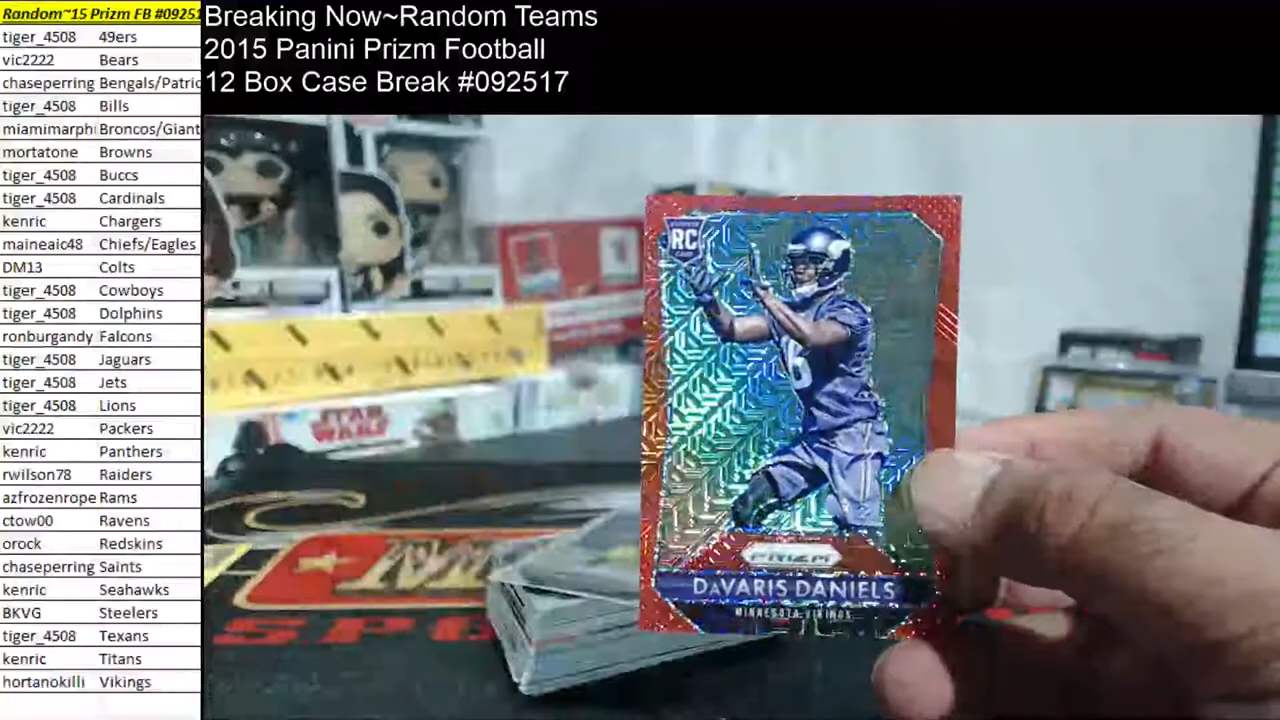 Random~15 Prizm FB #0925
tiger_4508 49ers
vic2222 Bears
chaseperring Bengals/Patric
tiger_4508 Bills
miamimarphi Broncos/Giant
mortatone Browns
tiger_4508 Buccs
tiger_4508 Cardinals
kenric Chargers
maineaic48 Chiefs/Eagles
DM13 Colts
tiger_4508 Cowboys
tiger_4508 Dolphins
ronburgandy Falcons
tiger_4508 Jaguars
tiger_4508 Jets
tiger_4508 Lions
vic2222 Packers
kenric Panthers
rwilson78 Raiders
azfrozenrope Rams
ctow00 Ravens
orock Redskins
chaseperring Saints
kenric Seahawks
BKVG Steelers
tiger_4508 Texans
kenric Titans
hortanokilli Vikings
Breaking Now~Random Teams
2015 Panini Prizm Football
12 Box Case Break #092517
RC
PRIZM
DAVARIS DANIELS
MINNESOTA VIKINGS
STAR
WARS